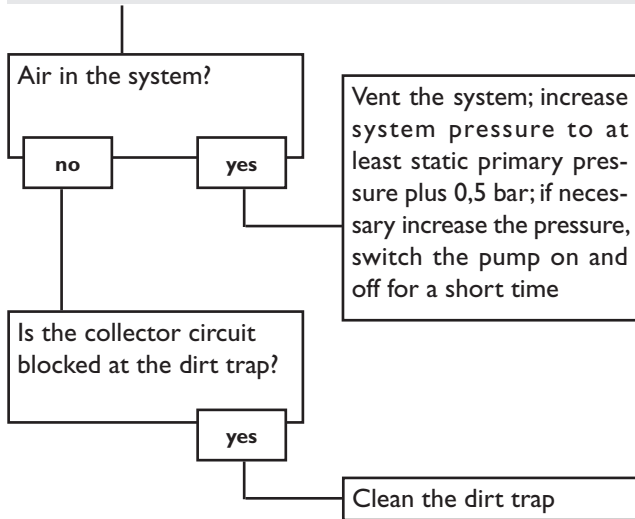 Air in the system?
no
yes
Vent the system; increase
system pressure to at
least static primary pres-
sure plus 0,5 bar; if neces-
sary increase the pressure,
switch the pump on and
off for a short time
Is the collector circuit
blocked at the dirt trap?
yes
Clean the dirt trap